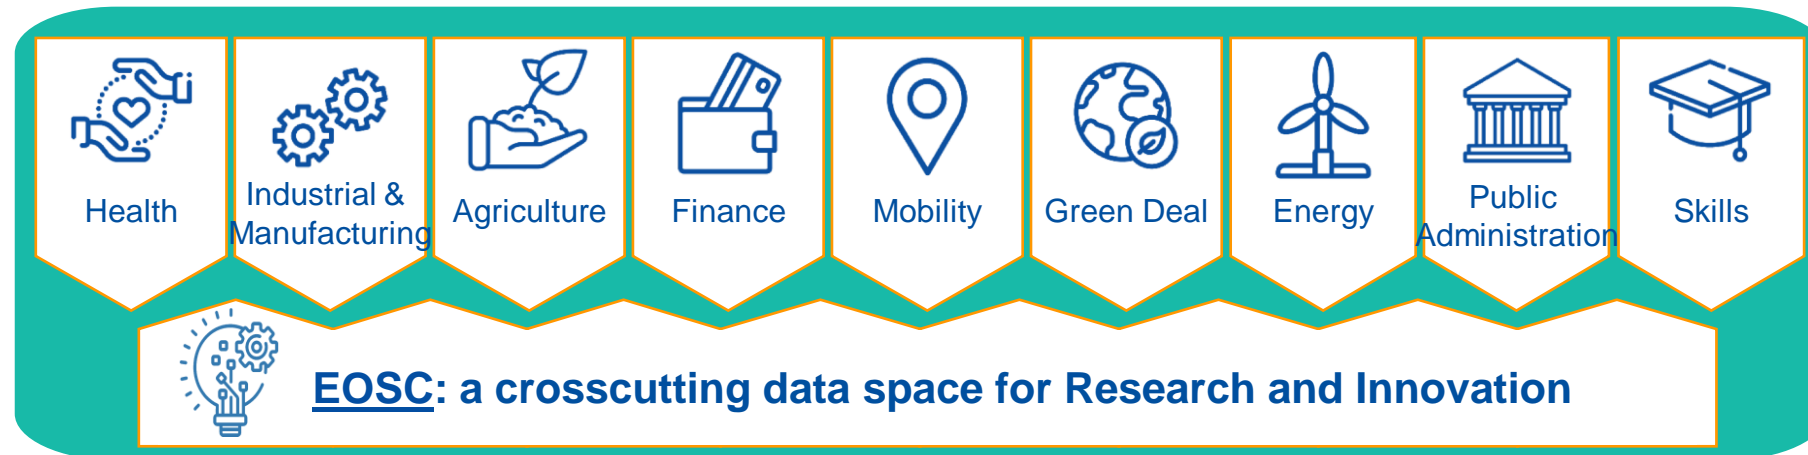 Health
Industrial &
Manufacturing
Agriculture
Finance
Mobility
Green Deal
Energy
Public
Administration
Skills
EOSC: a crosscutting data space for Research and Innovation